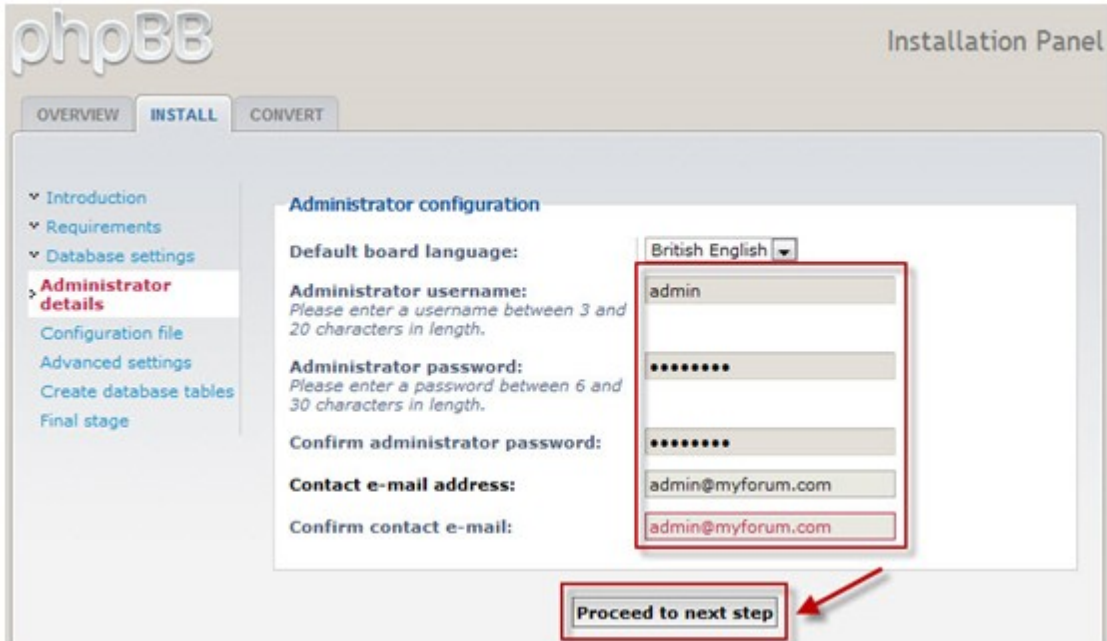 phpBB
Installation Panel
OVERVIEW INSTALL CONVERT
Introduction
Requirements
Database settings
Administrator
details
Configuration file
Advanced settings
Create database tables
Final stage
Administrator configuration
Default board language: British English
Administrator username: admin
Please enter a username between 3 and
20 characters in length.
Administrator password: ••••••••
Please enter a password between 6 and
30 characters in length.
Confirm administrator password: ••••••••
Contact e-mail address: admin@myforum.com
Confirm contact e-mail: admin@myforum.com
Proceed to next step